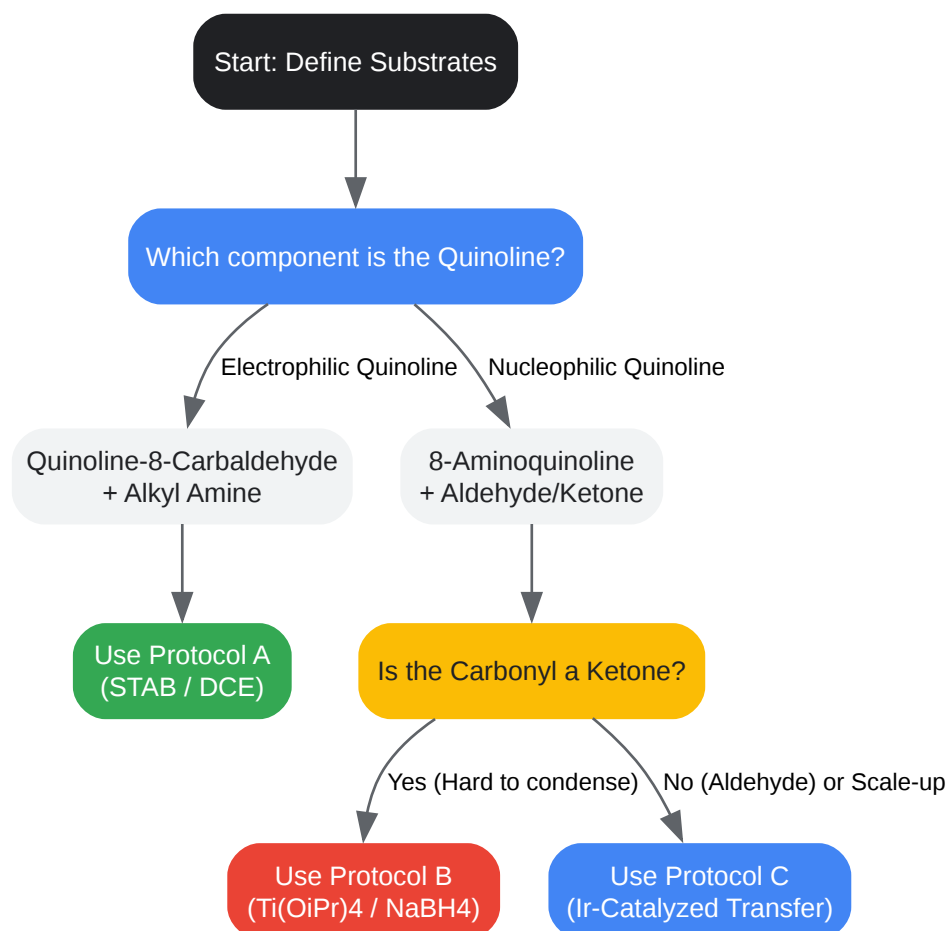 Start: Define Substrates
Which component is the Quinoline?
Electrophilic Quinoline
Nucleophilic Quinoline
Quinoline-8-Carbaldehyde
+ Alkyl Amine
8-Aminoquinoline
+ Aldehyde/Ketone
Use Protocol A
(STAB / DCE)
Is the Carbonyl a Ketone?
Yes (Hard to condense)
No (Aldehyde) or Scale-up
Use Protocol B
(Ti(OiPr)4 / NaBH4)
Use Protocol C
(Ir-Catalyzed Transfer)